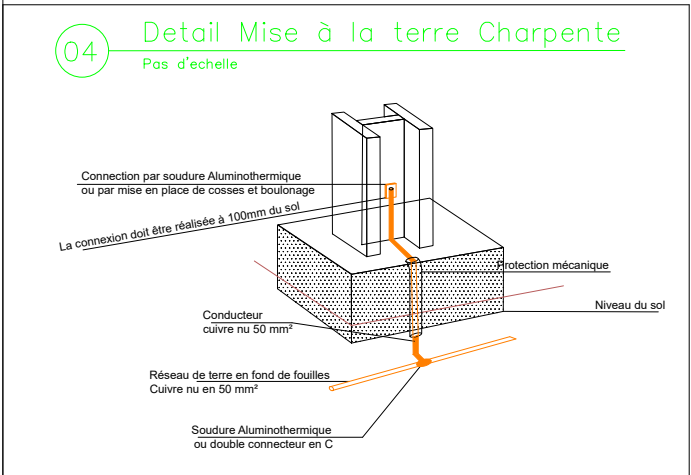 04
Detail Mise à la terre Charpente
Pas d'echelle
Connection par soudure Aluminothermique
ou par mise en place de cosses et boulonage
La connexion doit être réalisée à 100mm du sol
Protection mécanique
Niveau du sol
Conducteur
cuivre nu 50 mm²
Réseau de terre en fond de fouilles
Cuivre nu en 50 mm²
Soudure Aluminothermique
ou double connecteur en C